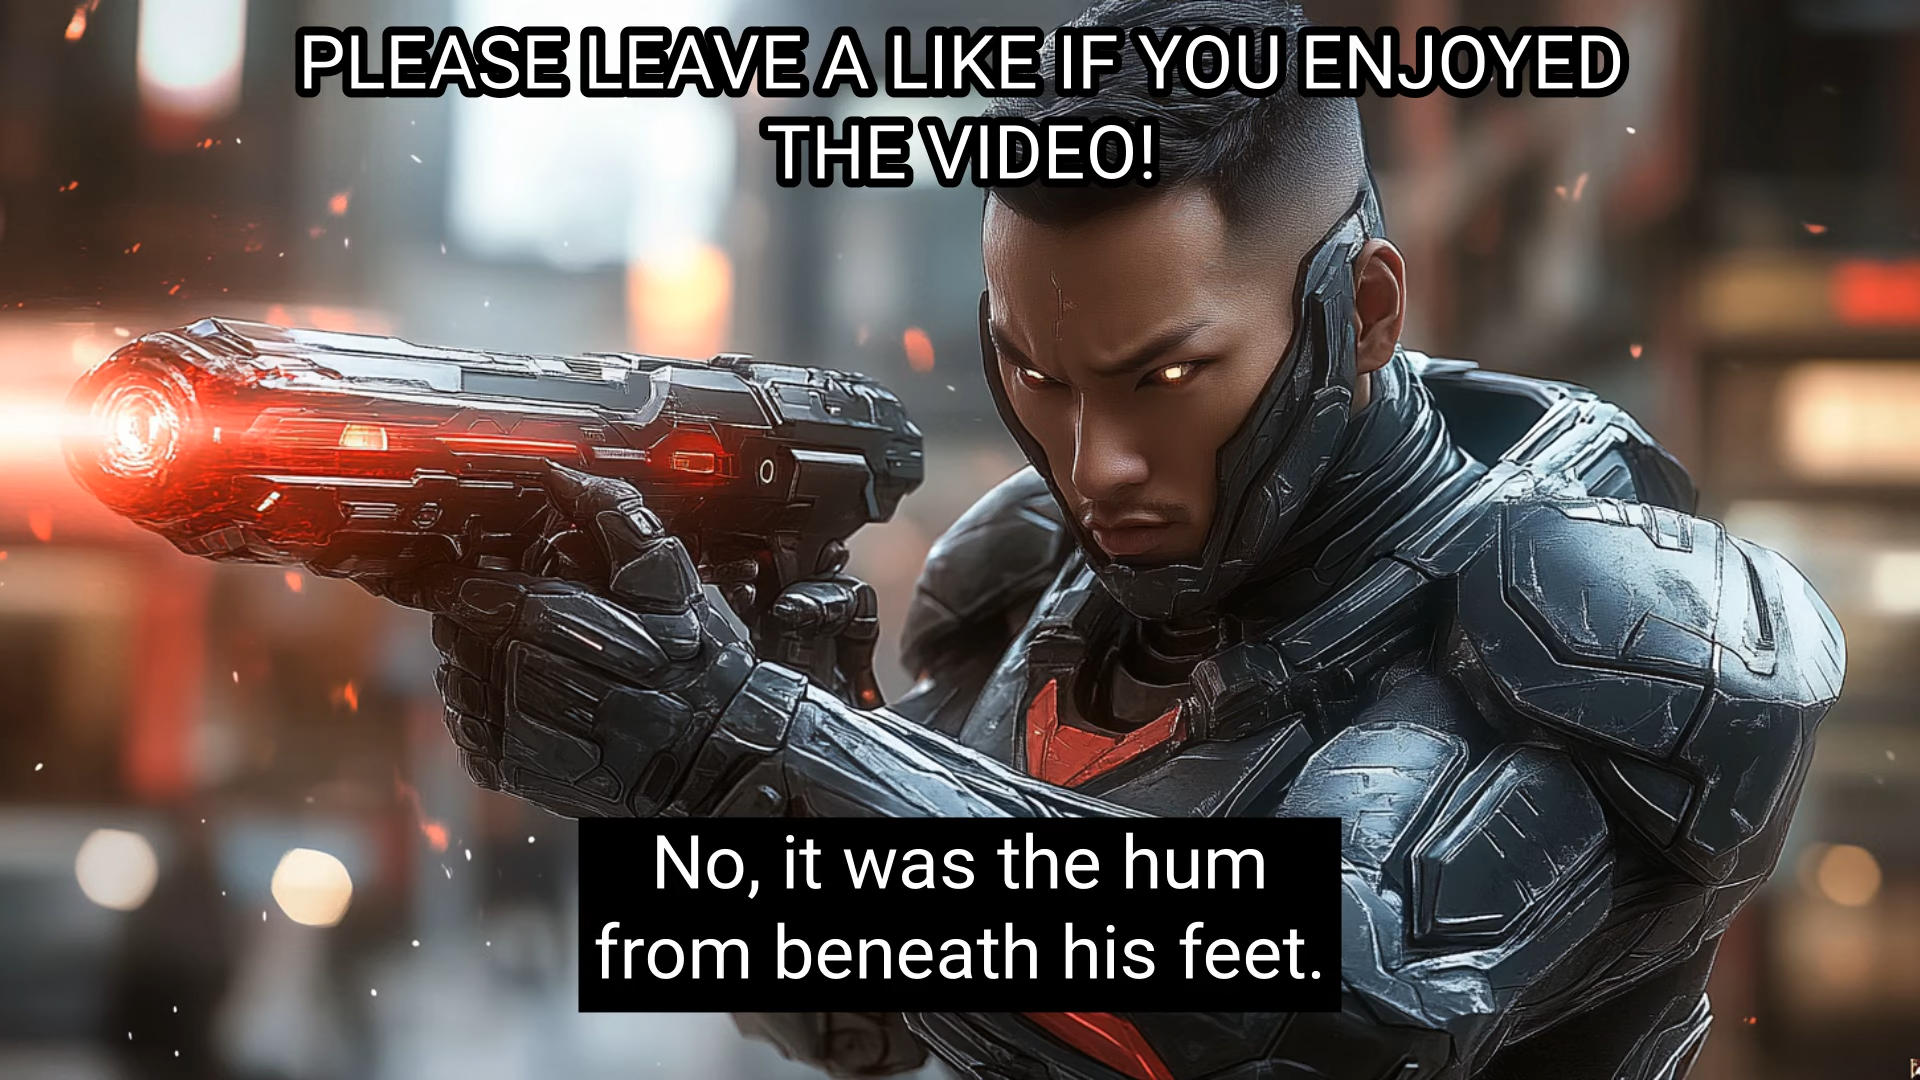 PLEASE LEAVE A LIKE IF YOU ENJOYED
THE VIDEO!
No, it was the hum
from beneath his feet.